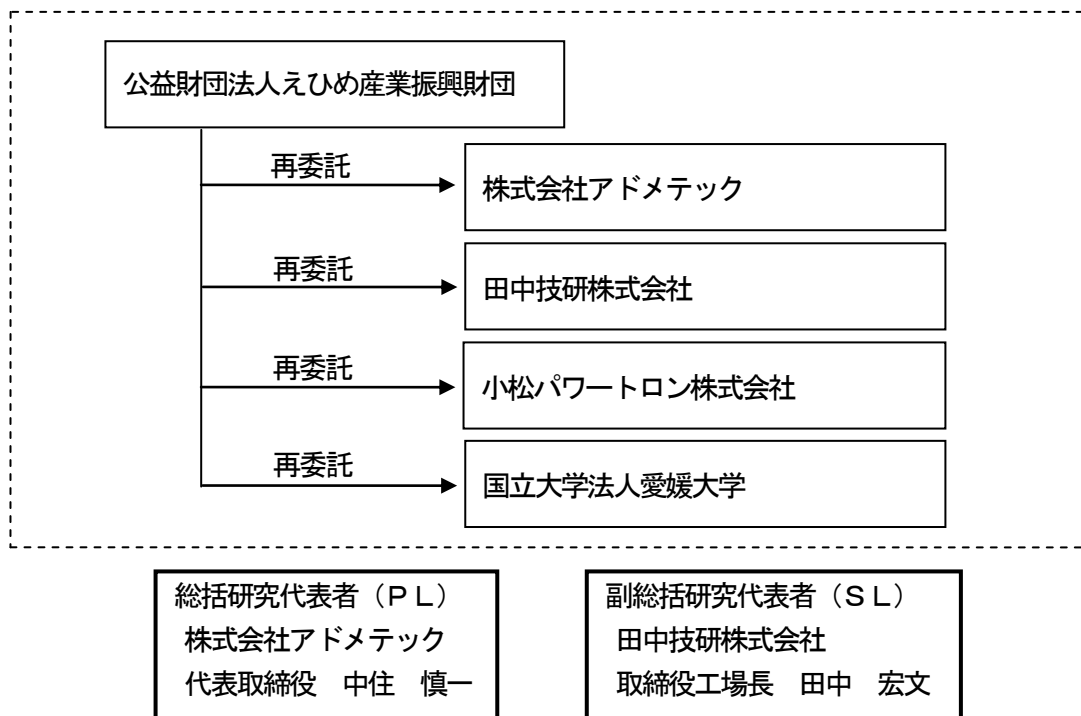 公益財団法人えひめ産業振興財団
再委託
株式会社アドメテック
再委託
田中技研株式会社
再委託
小松パワートロン株式会社
再委託
国立大学法人愛媛大学
総括研究代表者（ＰＬ）
株式会社アドメテック
代表取締役　中住　慎一
副総括研究代表者（ＳＬ）
田中技研株式会社
取締役工場長　田中　宏文